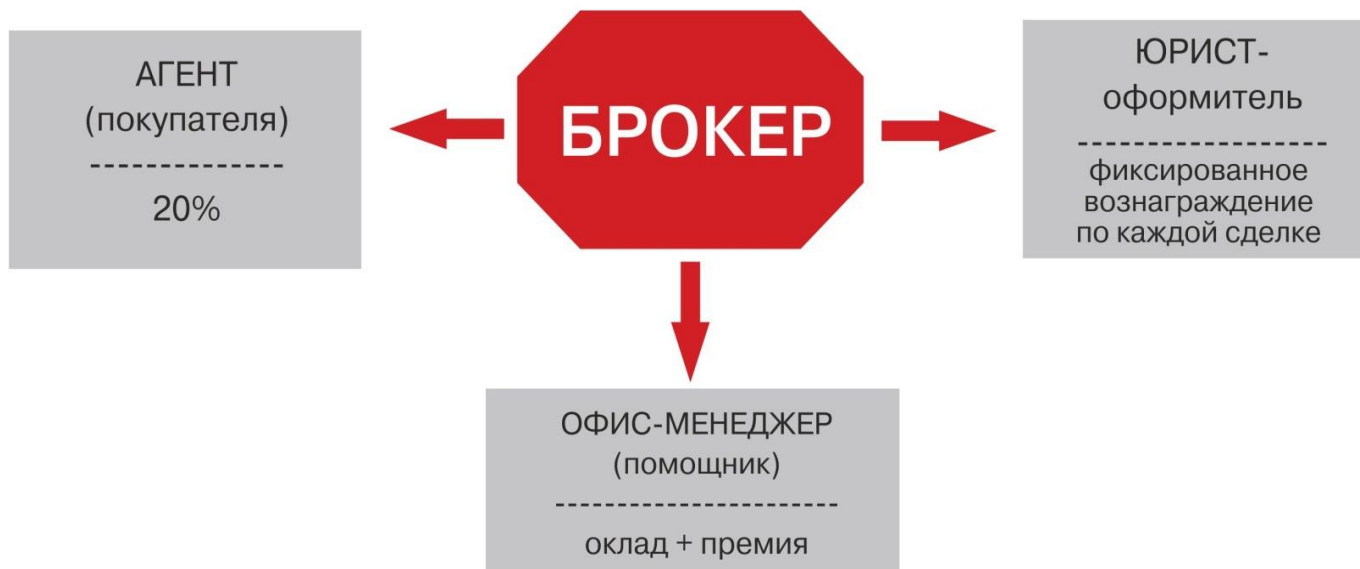 АГЕНТ
(покупателя)
-------------
20%
БРОКЕР
ЮРИСТ-
оформитель
-----------------
фиксированное
вознаграждение
по каждой сделке
ОФИС-МЕНЕДЖЕР
(помощник)
-----------------------
оклад + премия